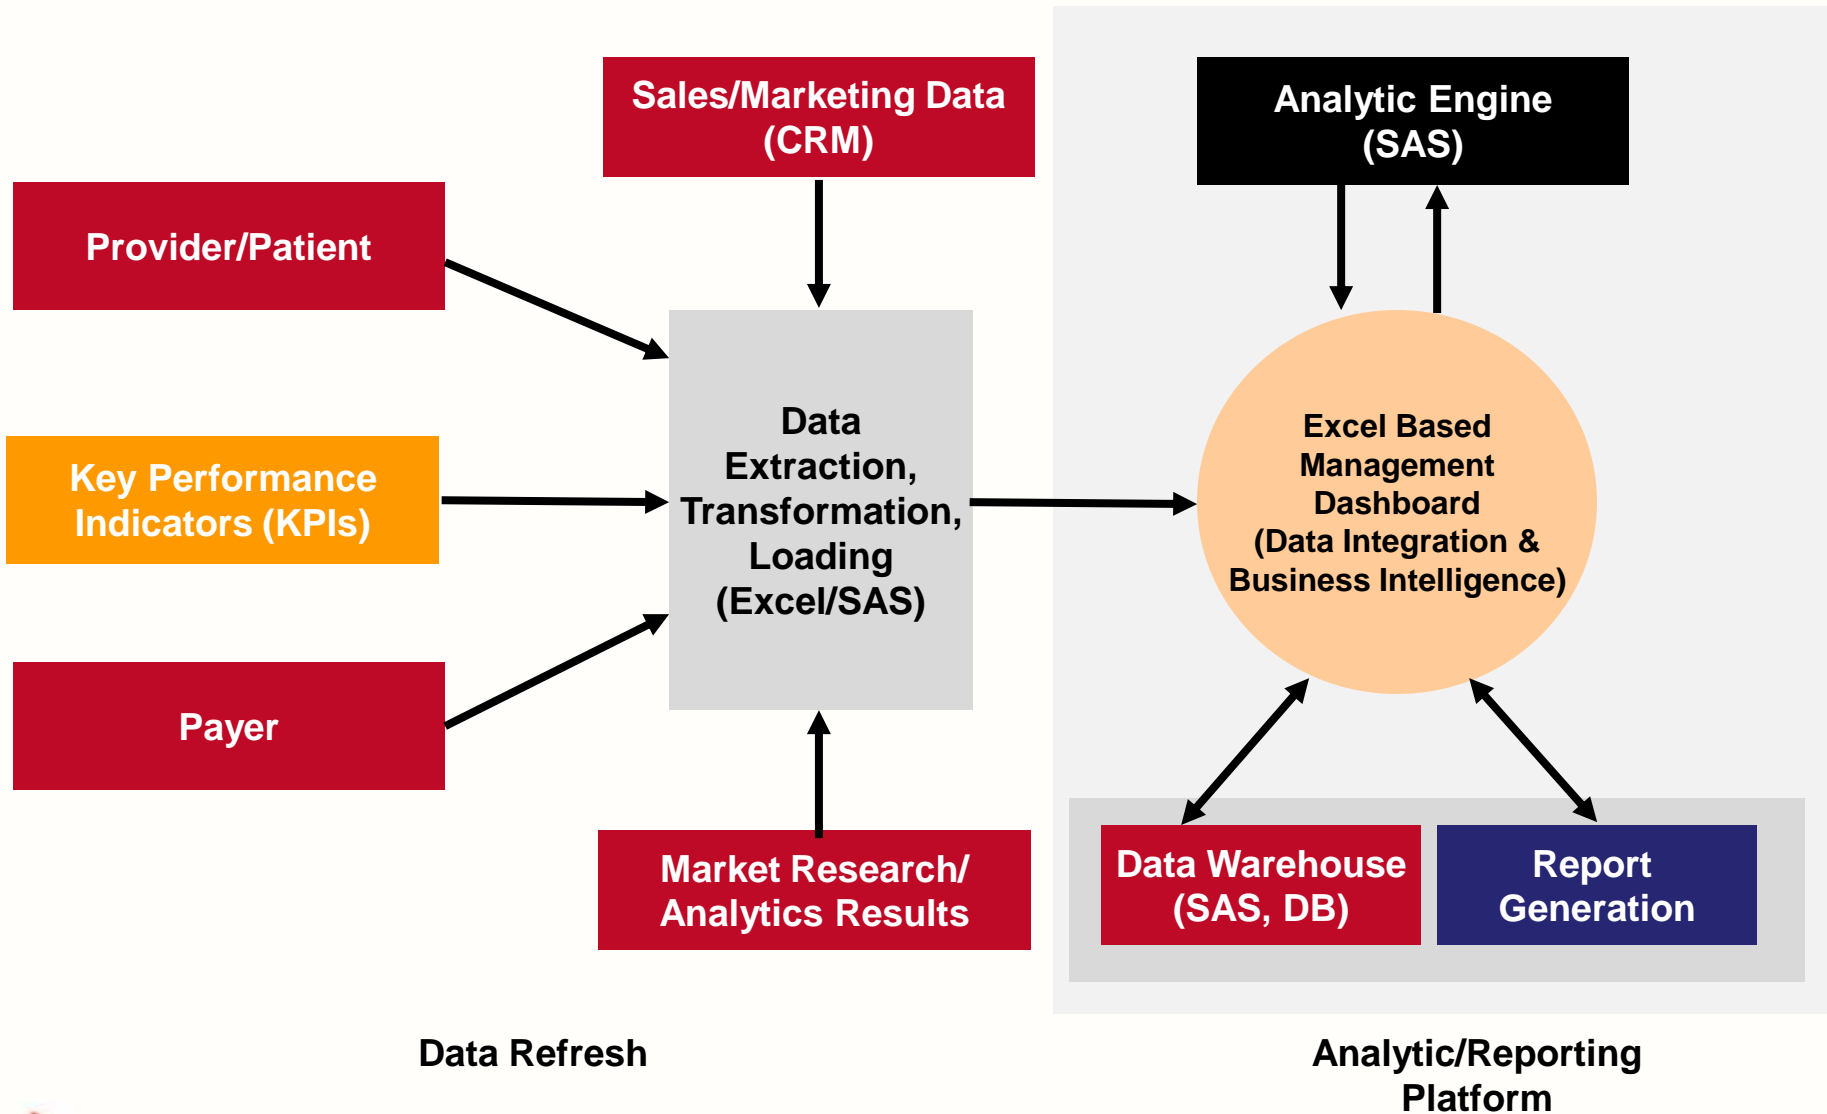 Sales/Marketing Data
(CRM)
Analytic Engine
(SAS)
Provider/Patient
Key Performance
Indicators (KPIs)
Payer
Data
Extraction,
Transformation,
Loading
(Excel/SAS)
Excel Based
Management
Dashboard
(Data Integration &
Business Intelligence)
Market Research/
Analytics Results
Data Warehouse
(SAS, DB)
Report
Generation
Data Refresh
Analytic/Reporting
Platform